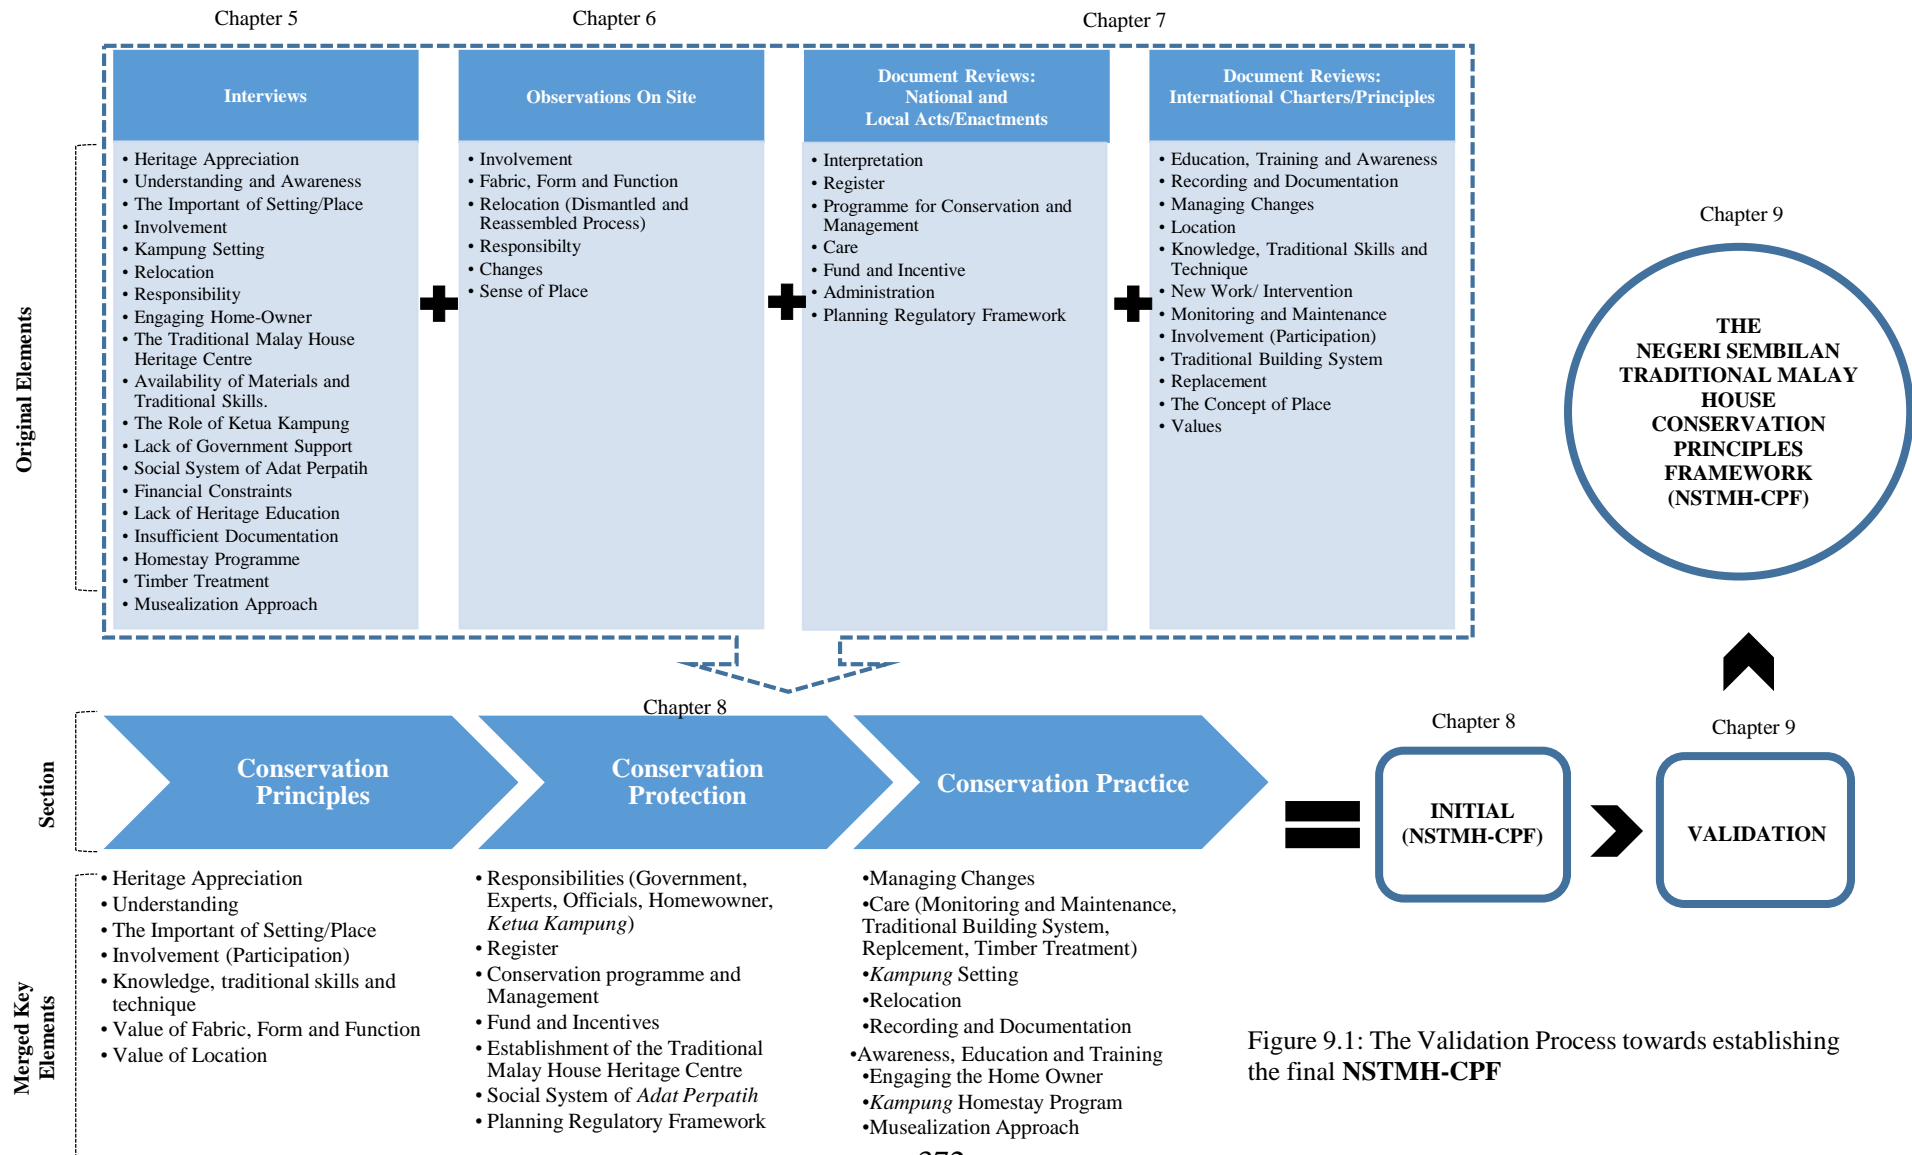 Chapter 5
Chapter 6
Chapter 7
Original Elements
Interviews
• Heritage Appreciation
• Understanding and Awareness
• The Important of Setting/Place
• Involvement
• Kampung Setting
• Relocation
• Responsibility
• Engaging Home-Owner
• The Traditional Malay House
Heritage Centre
• Availability of Materials and
Traditional Skills.
• The Role of Ketua Kampung
• Lack of Government Support
• Social System of Adat Perpatih
• Financial Constraints
• Lack of Heritage Education
• Insufficient Documentation
• Homestay Programme
• Timber Treatment
• Musealization Approach
Observations On Site
• Involvement
• Fabric, Form and Function
• Relocation (Dismantled and
Reassembled Process)
• Responsibilty
• Changes
• Sense of Place
Document Reviews:
National and
Local Acts/Enactments
• Interpretation
• Register
• Programme for Conservation and
Management
• Care
• Fund and Incentive
• Administration
• Planning Regulatory Framework
Document Reviews:
International Charters/Principles
• Education, Training and Awareness
• Recording and Documentation
• Managing Changes
• Location
• Knowledge, Traditional Skills and
Technique
• New Work/ Intervention
• Monitoring and Maintenance
• Involvement (Participation)
• Traditional Building System
• Replacement
• The Concept of Place
• Values
Chapter 9
THE
NEGERI SEMBILAN
TRADITIONAL MALAY
HOUSE
CONSERVATION
PRINCIPLES
FRAMEWORK
(NSTMH-CPF)
Chapter 8
Section
Conservation
Principles
Conservation
Protection
Conservation Practice
Chapter 8
INITIAL
(NSTMH-CPF)
Chapter 9
VALIDATION
Merged Key
Elements
• Heritage Appreciation
• Understanding
• The Important of Setting/Place
• Involvement (Participation)
• Knowledge, traditional skills and
technique
• Value of Fabric, Form and Function
• Value of Location
• Responsibilities (Government,
Experts, Officials, Homewowner,
Ketua Kampung)
• Register
• Conservation programme and
Management
• Fund and Incentives
• Establishment of the Traditional
Malay House Heritage Centre
• Social System of Adat Perpatih
• Planning Regulatory Framework
•Managing Changes
•Care (Monitoring and Maintenance,
Traditional Building System,
Replcement, Timber Treatment)
•Kampung Setting
•Relocation
•Recording and Documentation
•Awareness, Education and Training
•Engaging the Home Owner
•Kampung Homestay Program
•Musealization Approach
Figure 9.1: The Validation Process towards establishing
the final NSTMH-CPF